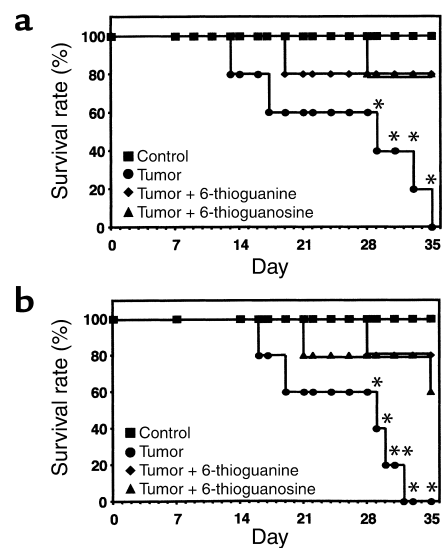 a
Survival rate (%)
100
80
60
40
20
0
* * * *
Control
Tumor
Tumor + 6-thioguanine
Tumor + 6-thioguanosine
0 7 14 21 28 35
Day
b
Survival rate (%)
100
80
60
40
20
0
* * ** * *
Control
Tumor
Tumor + 6-thioguanine
Tumor + 6-thioguanosine
0 7 14 21 28 35
Day